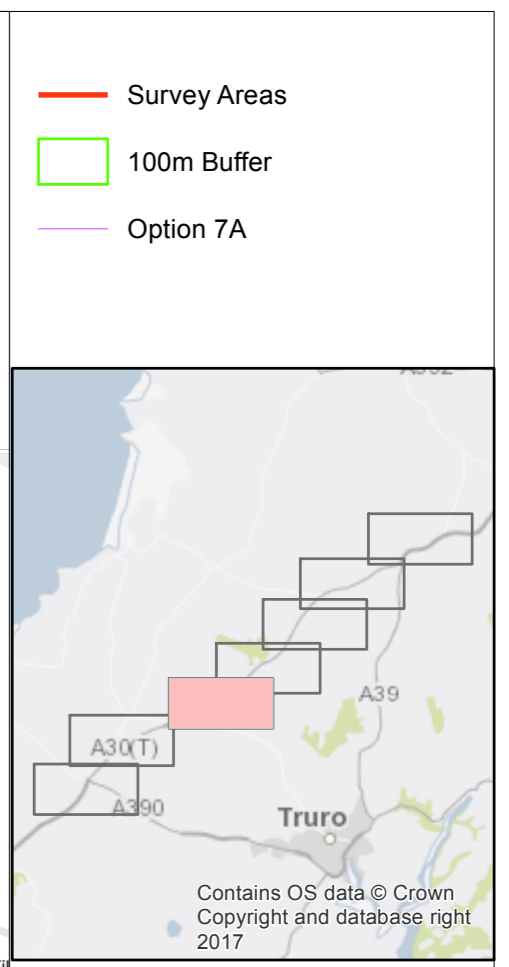 Survey Areas
100m Buffer
Option 7A
A39
A30(T)
A390
Truro
Contains OS data © Crown
Copyright and database right
2017